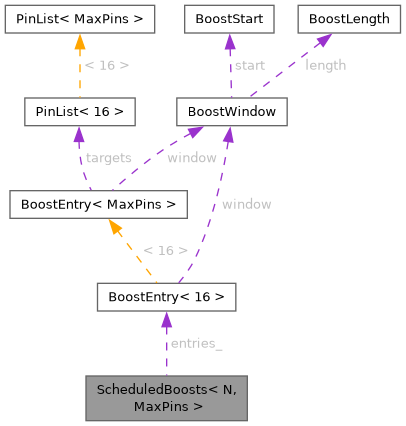 PinList< MaxPins >
BoostStart
BoostLength
< 16 >
start
length
PinList< 16 >
BoostWindow
targets
window
BoostEntry< MaxPins >
window
< 16 >
BoostEntry< 16 >
entries_
ScheduledBoosts< N,
MaxPins >